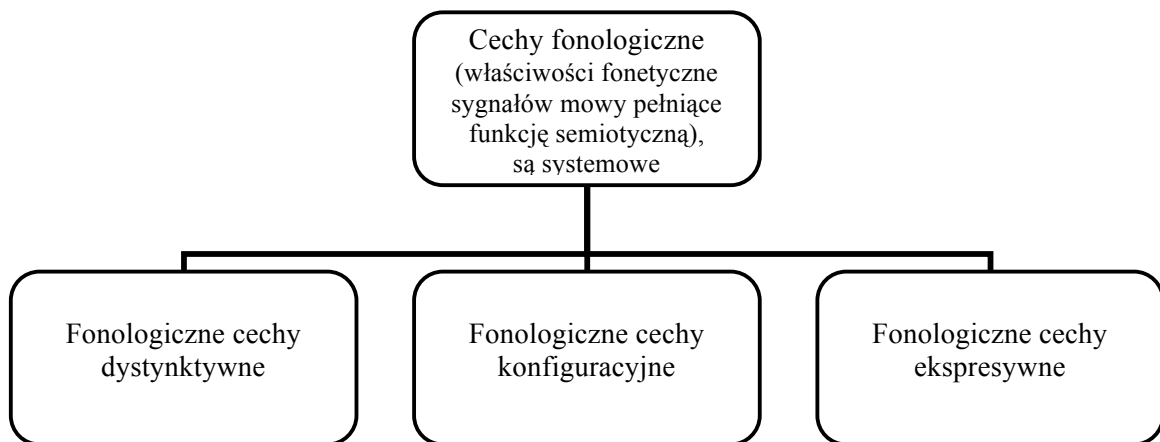 Cechy fonologiczne
(właściwości fonetyczne
sygnałów mowy pełniące
funkcję semiotyczną),
są systemowe
Fonologiczne cechy
dystynktywne
Fonologiczne cechy
konfiguracyjne
Fonologiczne cechy
ekspresywne